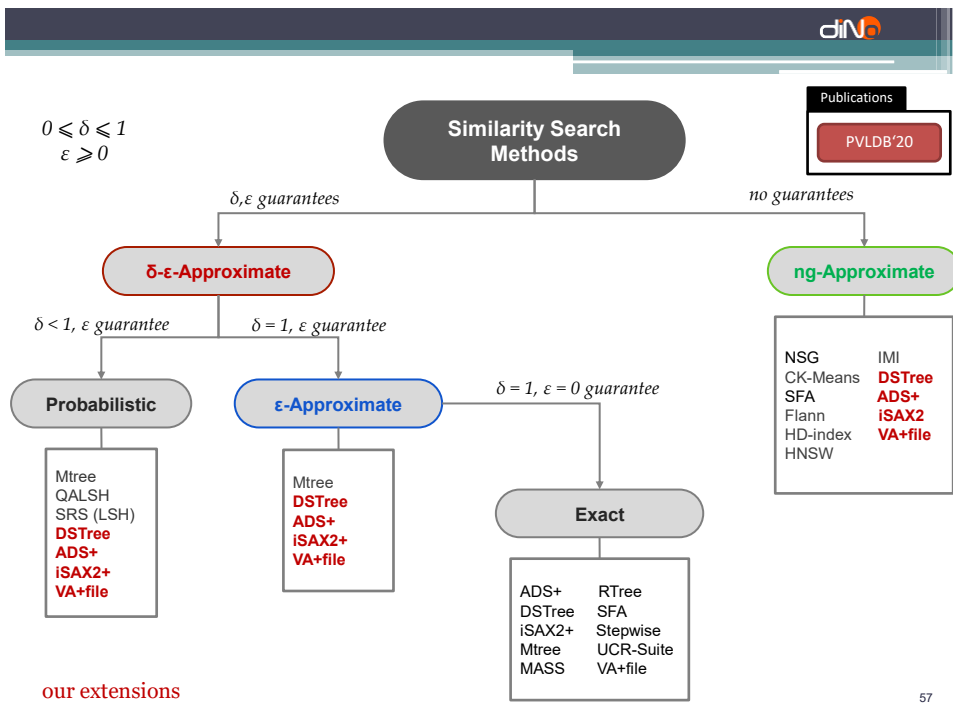 diNo
Publications
PVLDB'20
0 ⩽ δ ⩽ 1
ε ⩾ 0
Similarity Search
Methods
δ,ε guarantees
no guarantees
δ-ε-Approximate
ng-Approximate
δ < 1, ε guarantee
δ = 1, ε guarantee
Probabilistic
ε-Approximate
δ = 1, ε = 0 guarantee
NSG
CK-Means
SFA
Flann
HD-index
HNSW
IMI
DSTree
ADS+
iSAX2
VA+file
Mtree
QALSH
SRS (LSH)
DSTree
ADS+
iSAX2+
VA+file
Mtree
DSTree
ADS+
iSAX2+
VA+file
Exact
ADS+
DSTree
iSAX2+
Mtree
MASS
RTree
SFA
Stepwise
UCR-Suite
VA+file
our extensions
57